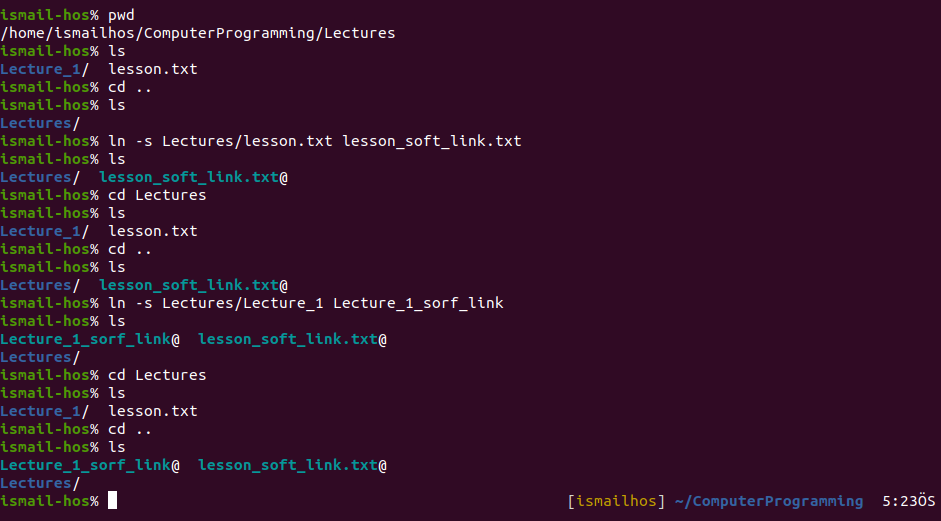 ismail-hos% pwd
/home/ismailhos/ComputerProgramming/Lectures
ismail-hos% ls
Lecture_1/  lesson.txt
ismail-hos% cd ..
ismail-hos% ls
Lectures/
ismail-hos% ln -s Lectures/lesson.txt lesson_soft_link.txt
ismail-hos% ls
Lectures/  lesson_soft_link.txt@
ismail-hos% cd Lectures
ismail-hos% ls
Lecture_1/  lesson.txt
ismail-hos% cd ..
ismail-hos% ls
Lectures/  lesson_soft_link.txt@
ismail-hos% ln -s Lectures/Lecture_1 Lecture_1_sorf_link
ismail-hos% ls
Lecture_1_sorf_link@  lesson_soft_link.txt@
Lectures/
ismail-hos% cd Lectures
ismail-hos% ls
Lecture_1/  lesson.txt
ismail-hos% cd ..
ismail-hos% ls
Lecture_1_sorf_link@  lesson_soft_link.txt@
Lectures/
ismail-hos% [ismailhos] ~/ComputerProgramming  5:23ÖS